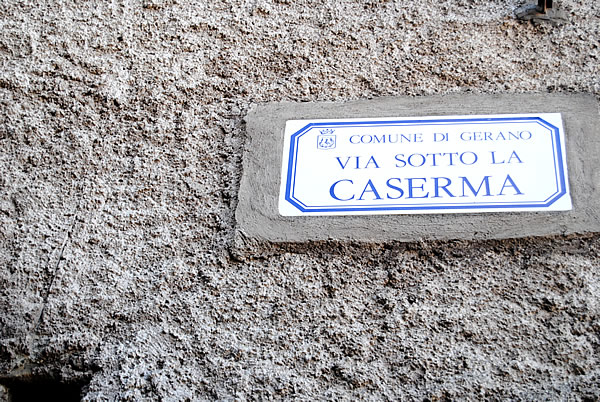 COMUNE DI GERANO
VIA SOTTO LA
CASERMA